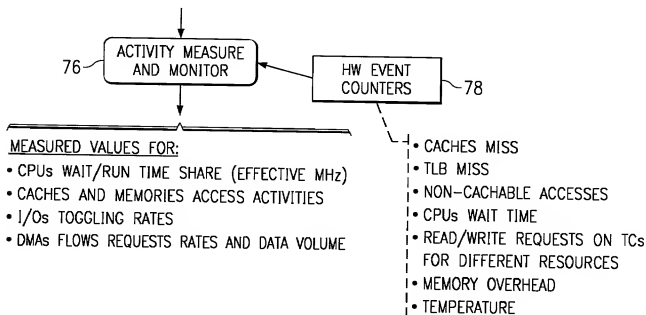 ACTIVITY MEASURE
AND MONITOR
76
HW EVENT
COUNTERS
78
MEASURED VALUES FOR:
• CPUs WAIT/RUN TIME SHARE (EFFECTIVE MHz)
• CACHES AND MEMORIES ACCESS ACTIVITIES
• I/Os TOGGLING RATES
• DMAs FLOWS REQUESTS RATES AND DATA VOLUME
• CACHES MISS
• TLB MISS
• NON-CACHABLE ACCESSES
• CPUs WAIT TIME
• READ/WRITE REQUESTS ON TCs
FOR DIFFERENT RESOURCES
• MEMORY OVERHEAD
• TEMPERATURE